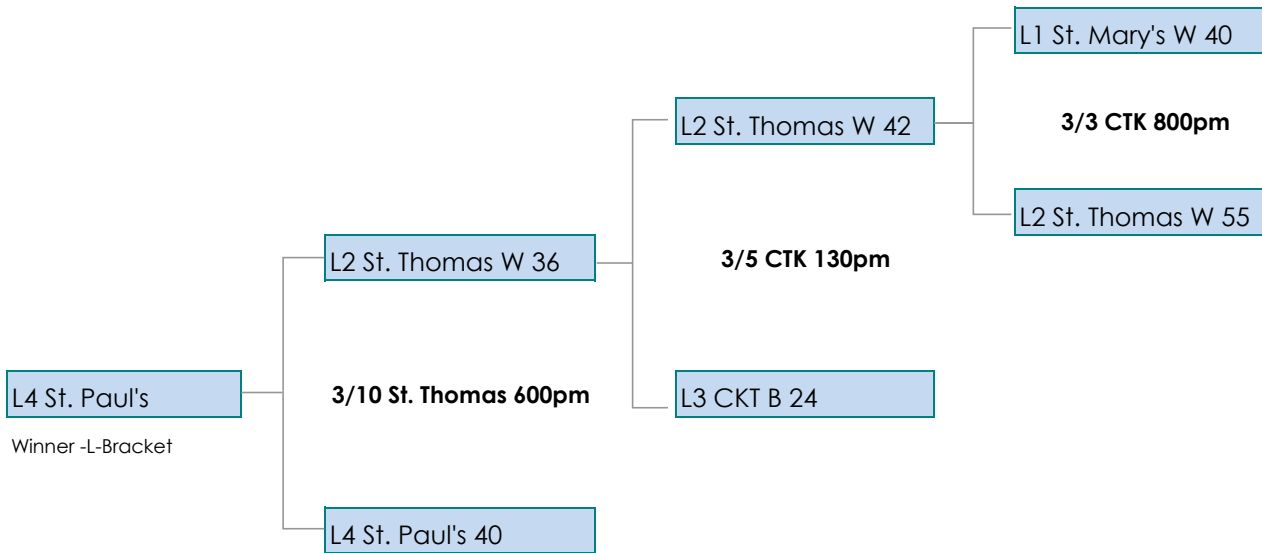 L1 St. Mary's W 40
L2 St. Thomas W 42
3/3 CTK 800pm
L2 St. Thomas W 55
L2 St. Thomas W 36
3/5 CTK 130pm
L4 St. Paul's
3/10 St. Thomas 600pm
L3 CKT B 24
Winner -L-Bracket
L4 St. Paul's 40